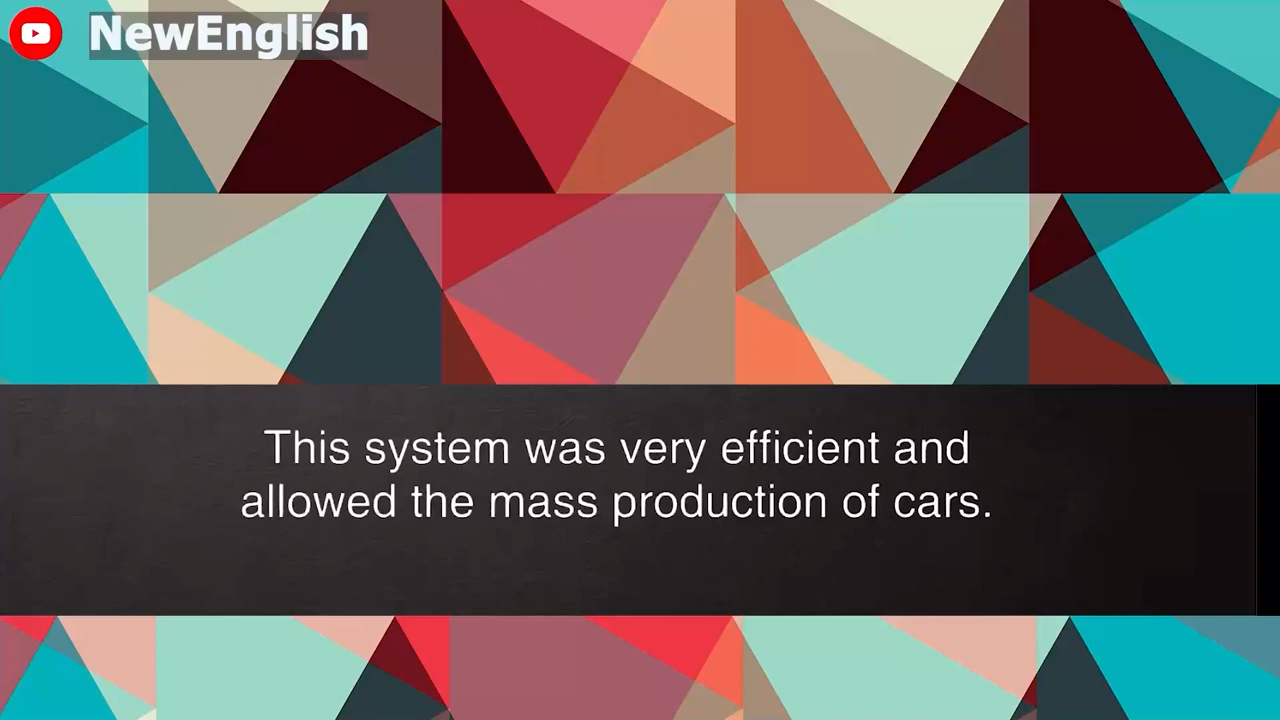 NewEnglish
This system was very efficient and
allowed the mass production of cars.